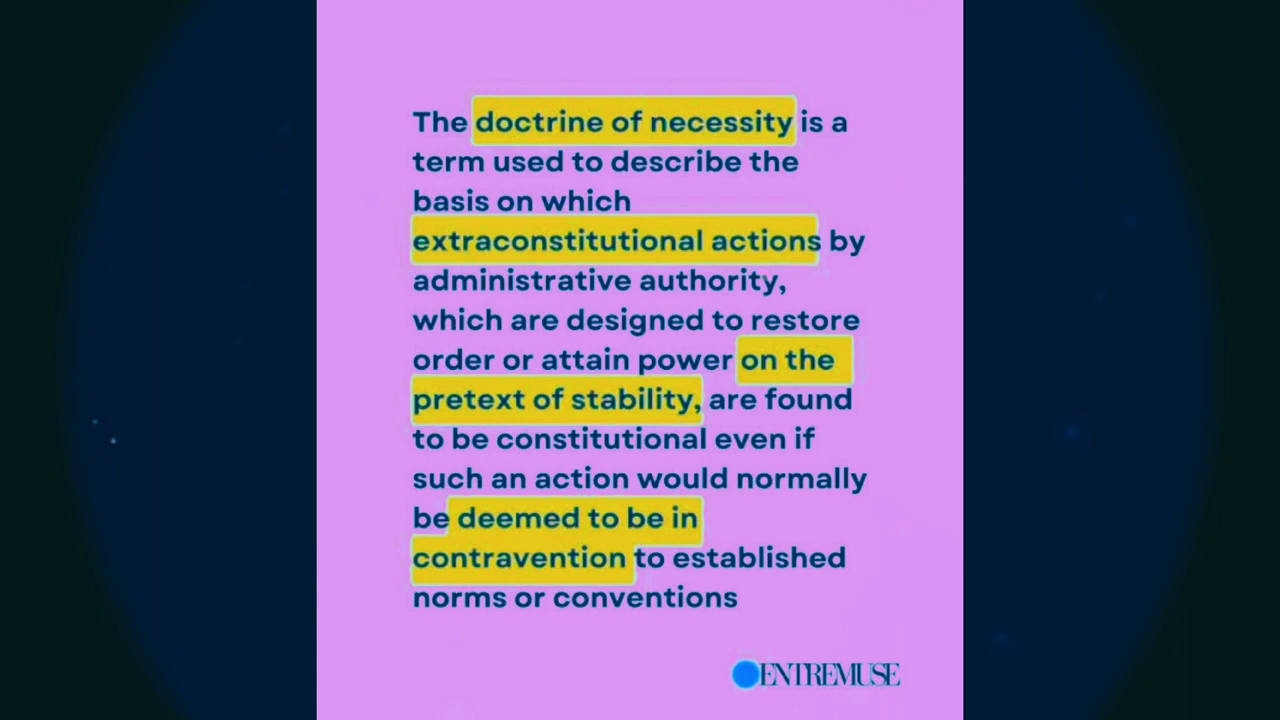 The doctrine of necessity is a
term used to describe the
basis on which
extraconstitutional actions by
administrative authority,
which are designed to restore
order or attain power on the
pretext of stability, are found
to be constitutional even if
such an action would normally
be deemed to be in
contravention to established
norms or conventions
ENTREMUSE